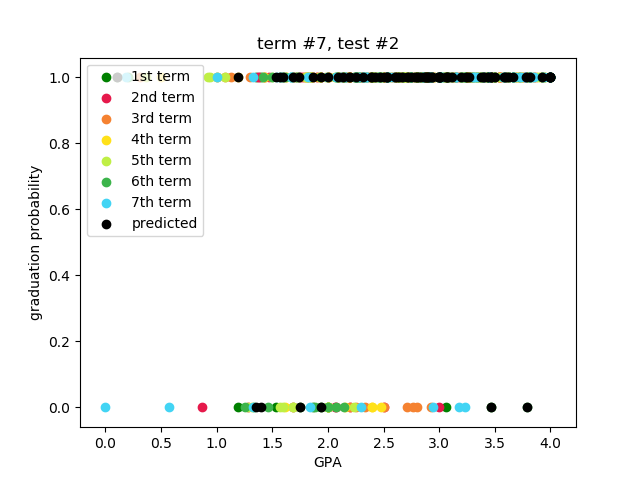 term #7, test #2
1.0
0.8
0.6
0.4
0.2
0.0
graduation probability
1st term
2nd term
3rd term
4th term
5th term
6th term
7th term
predicted
0.0 0.5 1.0 1.5 2.0 2.5 3.0 3.5 4.0
GPA